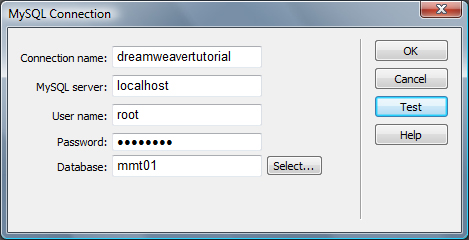 MySQL Connection
Connection name: dreamweavertutorial
MySQL server: localhost
User name: root
Password: ●●●●●●●●
Database: mmt01 Select...
OK
Cancel
Test
Help